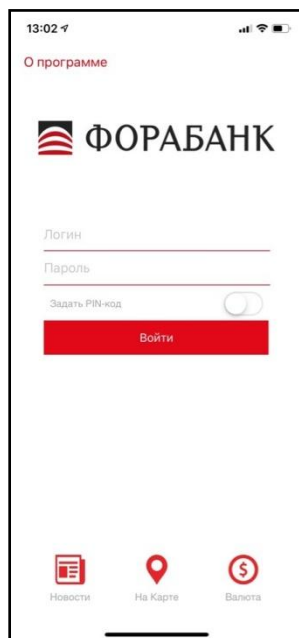 13:02
О программе
ФОРАБАНК
Логин
Пароль
Задать PIN-код
Войти
Новости На Карте Валюта